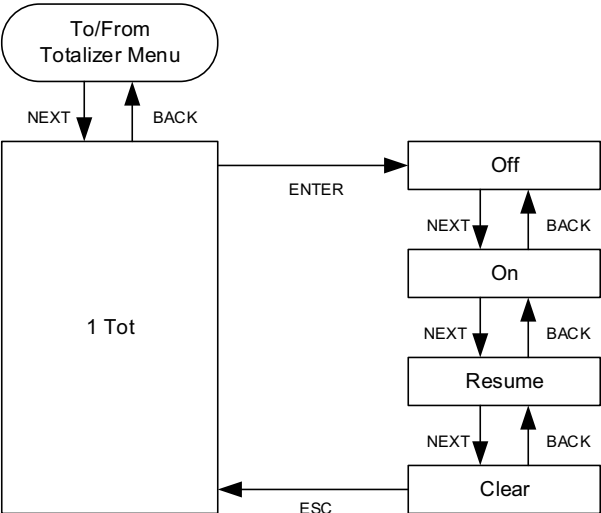 To/From
Totalizer Menu
NEXT BACK
ENTER
Off
NEXT BACK
On
1 Tot
NEXT BACK
Resume
NEXT BACK
Clear
ESC